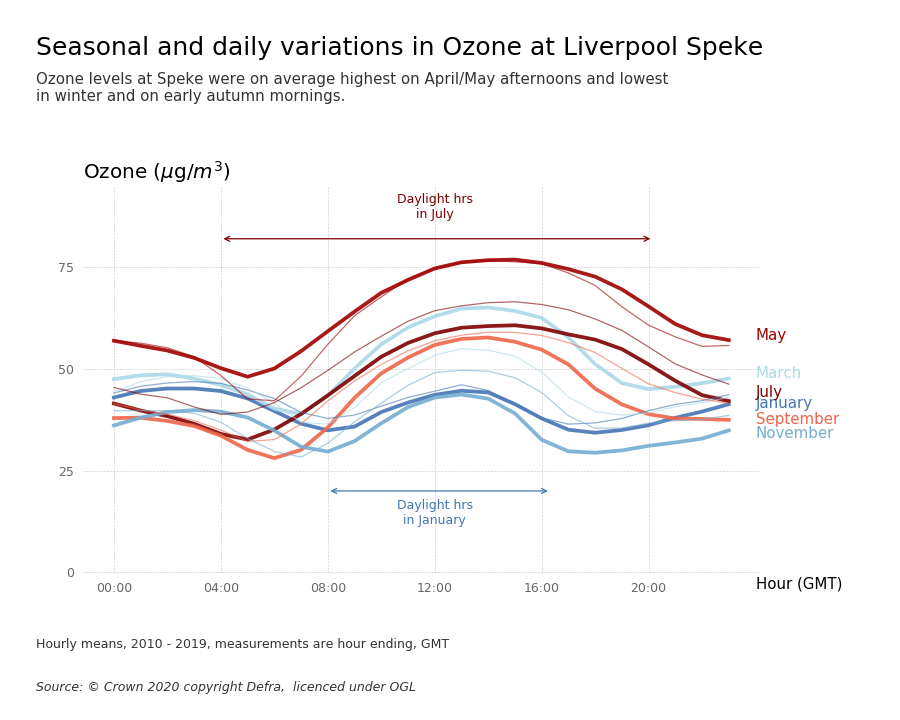 Seasonal and daily variations in Ozone at Liverpool Speke
Ozone levels at Speke were on average highest on April/May afternoons and lowest
in winter and on early autumn mornings.
Ozone (μg/m³)
Daylight hrs
in July
75
50
25
0
May
March
July
January
September
November
Daylight hrs
in January
00:00 04:00 08:00 12:00 16:00 20:00
Hour (GMT)
Hourly means, 2010 - 2019, measurements are hour ending, GMT
Source: © Crown 2020 copyright Defra,  licenced under OGL